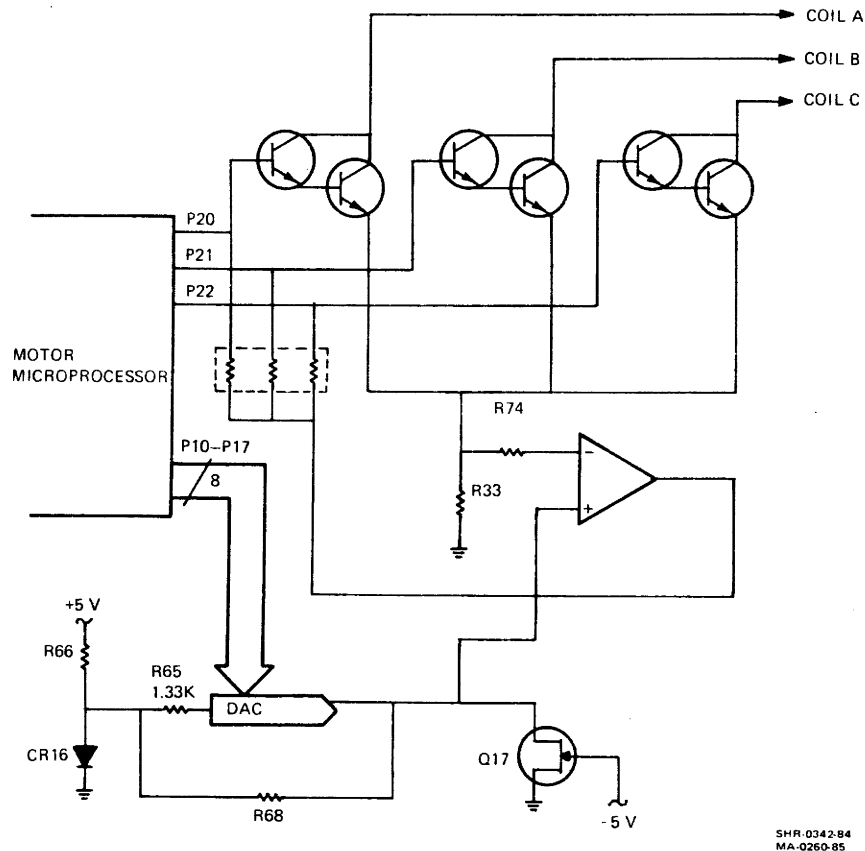 COIL A
COIL B
COIL C
P20
P21
P22
MOTOR
MICROPROCESSOR
R74
−
P10–P17
8
R33
+
+5 V
R66
R65
1.33K
DAC
CR16
Q17
R68
-5 V
SHR-0342-84
MA-0260-85